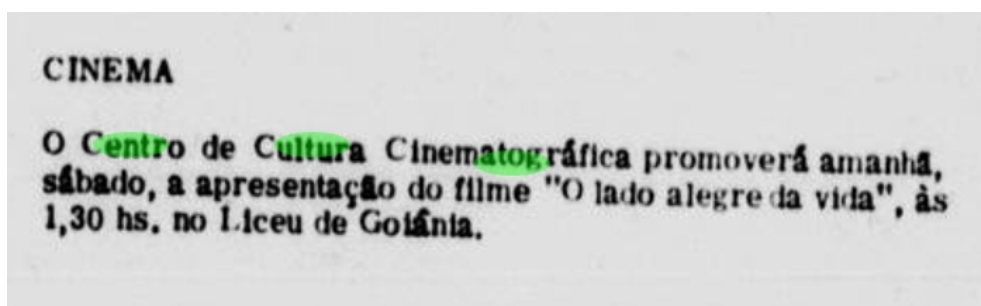 CINEMA
O Centro de Cultura Cinematográfica promoverá amanhã,
sábado, a apresentação do filme "O lado alegre da vida", às
1,30 hs. no Liceu de Goiânia.